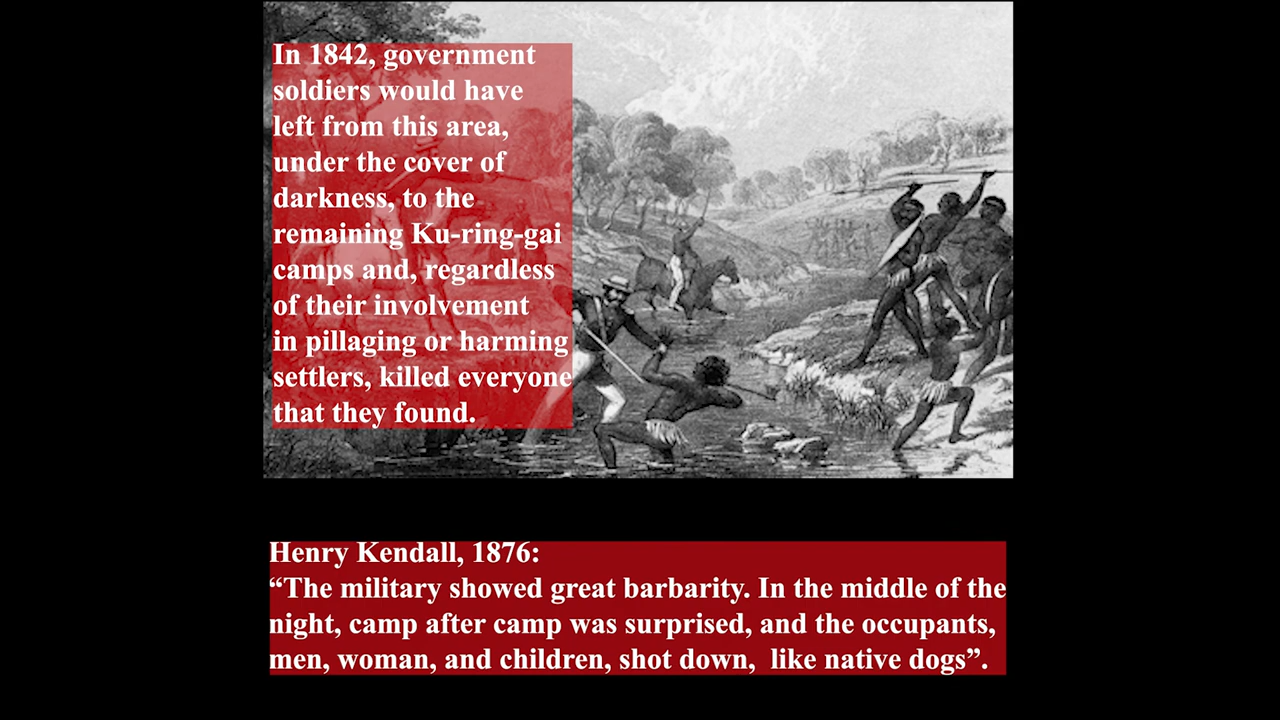 In 1842, government
soldiers would have
left from this area,
under the cover of
darkness, to the
remaining Ku-ring-gai
camps and, regardless
of their involvement
in pillaging or harming
settlers, killed everyone
that they found.
Henry Kendall, 1876:
“The military showed great barbarity. In the middle of the
night, camp after camp was surprised, and the occupants,
men, woman, and children, shot down,  like native dogs”.